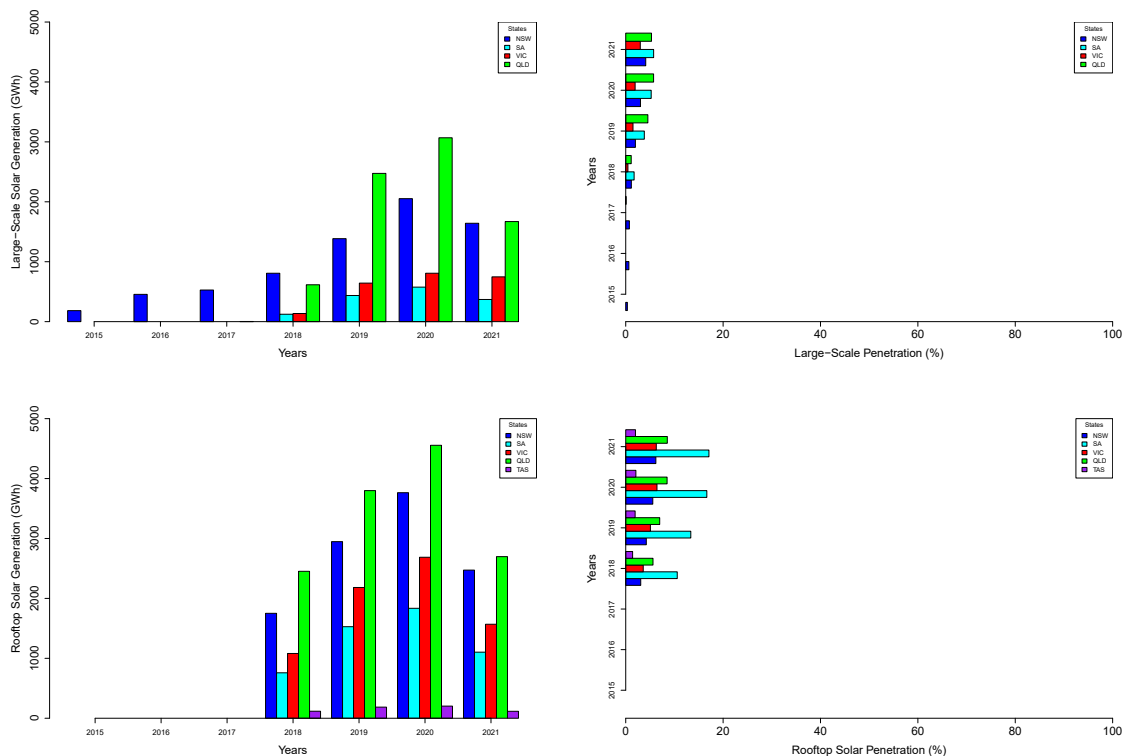 5000
4000
3000
2000
1000
0
Large−Scale Solar Generation (GWh)
2015
2016
2017
2018
2019
2020
2021
Years
States
NSW
SA
VIC
QLD
2021
2020
2019
2018
2017
2016
2015
Years
0
20
40
60
80
100
Large−Scale Penetration (%)
States
NSW
SA
VIC
QLD
5000
4000
3000
2000
1000
0
Rooftop Solar Generation (GWh)
2015
2016
2017
2018
2019
2020
2021
Years
States
NSW
SA
VIC
QLD
TAS
2021
2020
2019
2018
2017
2016
2015
Years
0
20
40
60
80
100
Rooftop Solar Penetration (%)
States
NSW
SA
VIC
QLD
TAS